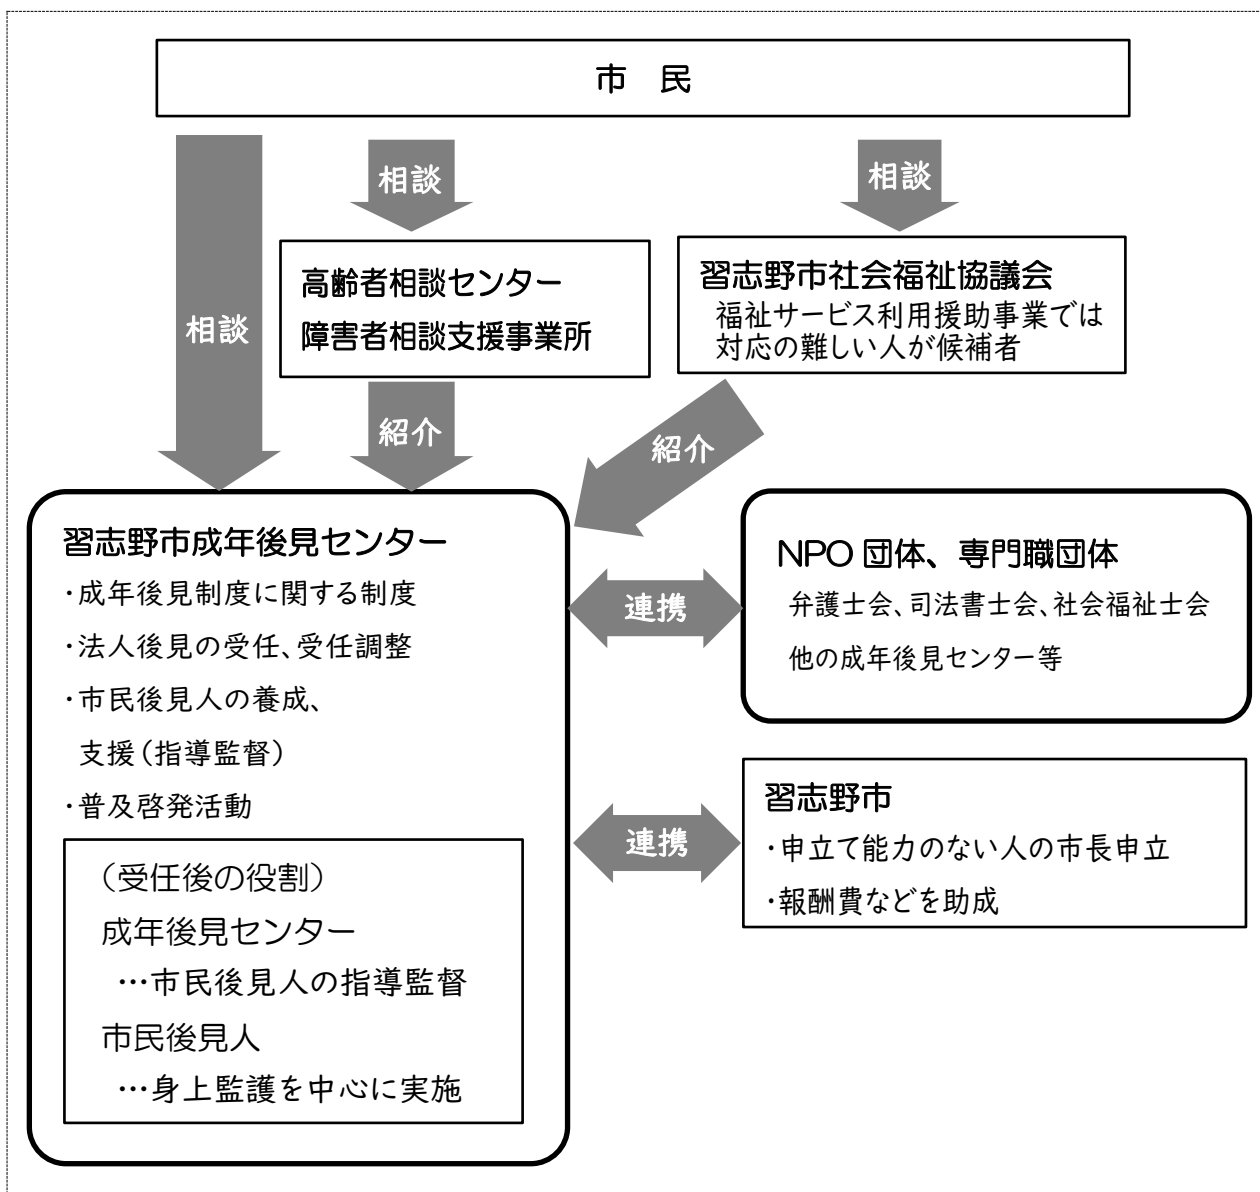 市　民
相談
相談
相談
高齢者相談センター
障害者相談支援事業所
習志野市社会福祉協議会
福祉サービス利用援助事業では
対応の難しい人が候補者
紹介
紹介
習志野市成年後見センター
・成年後見制度に関する制度
・法人後見の受任、受任調整
・市民後見人の養成、
支援（指導監督）
・普及啓発活動
（受任後の役割）
成年後見センター
…市民後見人の指導監督
市民後見人
…身上監護を中心に実施
連携
NPO 団体、専門職団体
弁護士会、司法書士会、社会福祉士会
他の成年後見センター等
連携
習志野市
・申立て能力のない人の市長申立
・報酬費などを助成